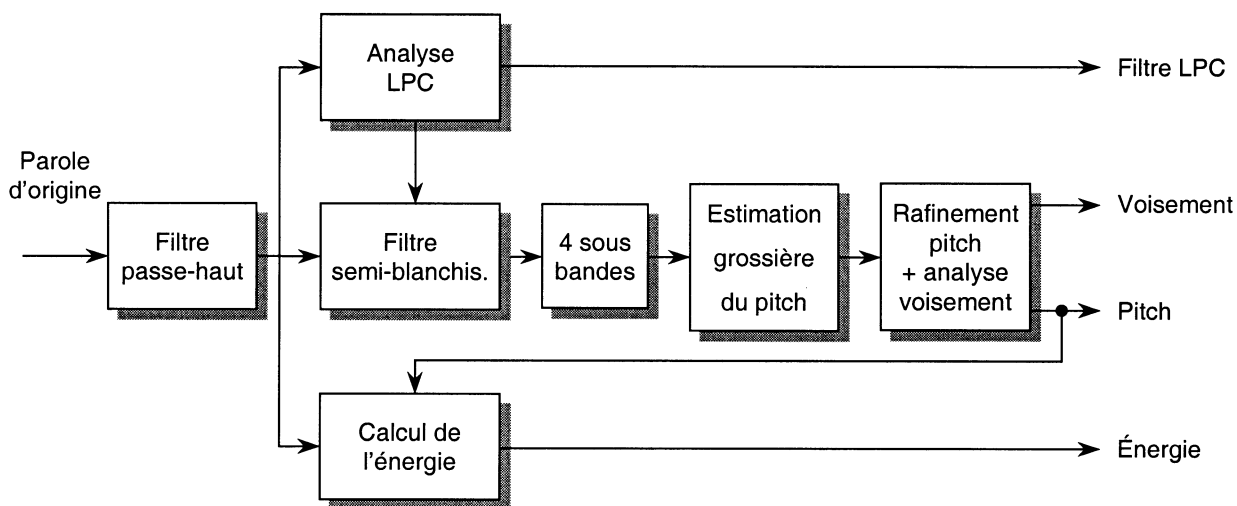 Analyse
LPC
Filtre LPC
Parole
d'origine
Filtre
passe-haut
Filtre
semi-blanchis.
4 sous
bandes
Estimation
grossière
du pitch
Rafinement
pitch
+ analyse
voisement
Voisement
Pitch
Calcul de
l'énergie
Énergie